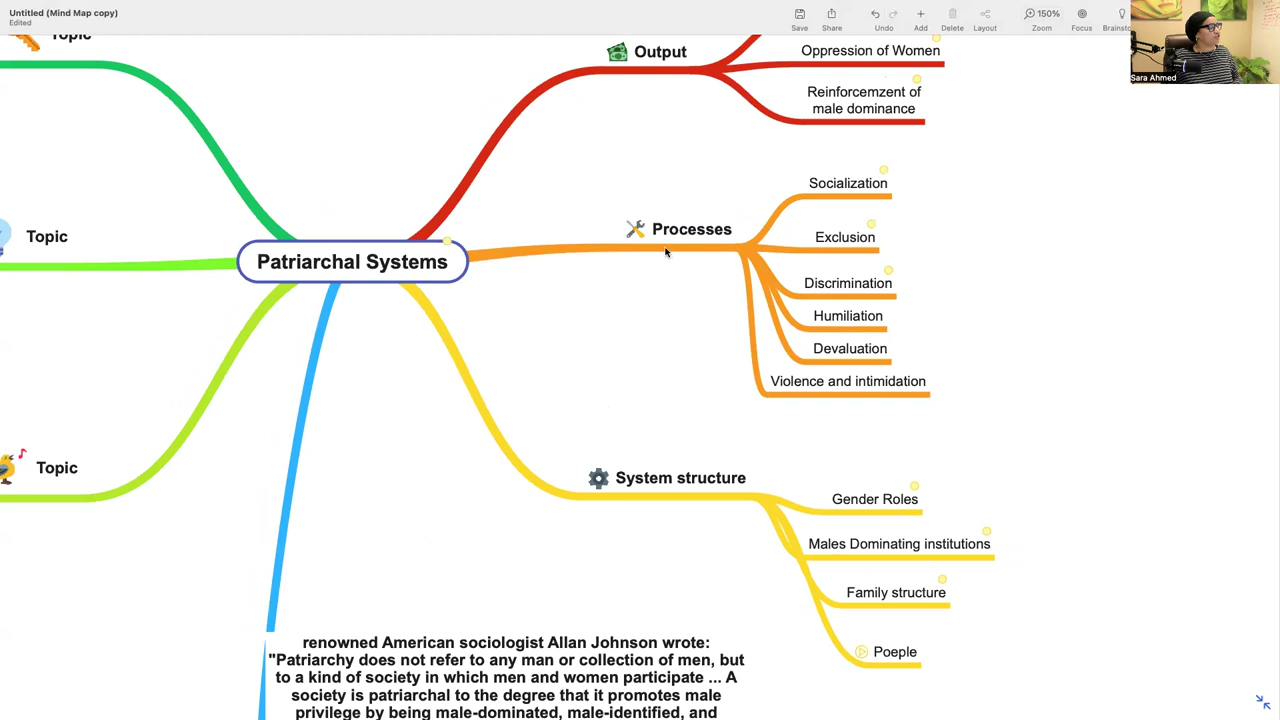 Untitled (Mind Map copy)
Edited
Save
Share
Undo
Add
Delete
Layout
150%
Zoom
Focus
Sara Ahmed
Topic
Output
Oppression of Women
Reinforcemzent of
male dominance
Socialization
Processes
Topic
Exclusion
Patriarchal Systems
Discrimination
Humiliation
Devaluation
Violence and intimidation
Topic
System structure
Gender Roles
Males Dominating institutions
Family structure
Poeple
renowned American sociologist Allan Johnson wrote:
"Patriarchy does not refer to any man or collection of men, but
to a kind of society in which men and women participate ... A
society is patriarchal to the degree that it promotes male
privilege by being male-dominated, male-identified, and